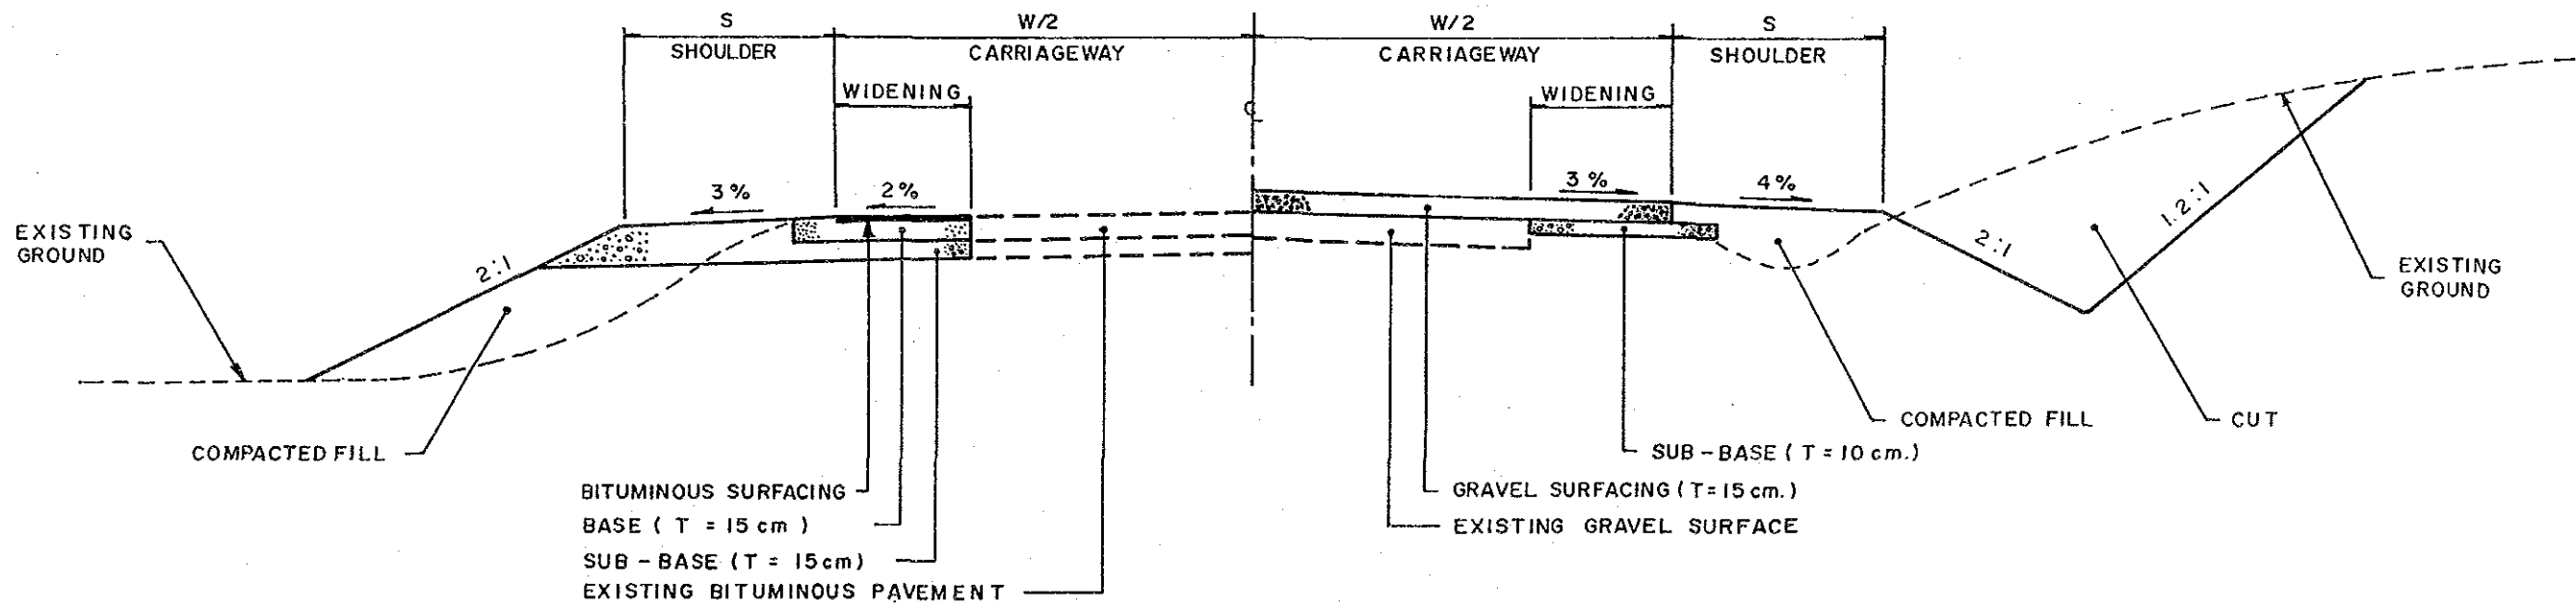 S
W/2
W/2
S
SHOULDER
CARRIAGEWAY
CARRIAGEWAY
SHOULDER
WIDENING
WIDENING
℄
3%
2%
3%
4%
EXISTING
GROUND
2:1
2:1
1.2:1
EXISTING
GROUND
COMPACTED FILL
COMPACTED FILL
CUT
SUB-BASE (T = 10 cm.)
BITUMINOUS SURFACING
GRAVEL SURFACING (T=15 cm.)
BASE ( T = 15 cm )
EXISTING GRAVEL SURFACE
SUB-BASE (T = 15cm)
EXISTING BITUMINOUS PAVEMENT